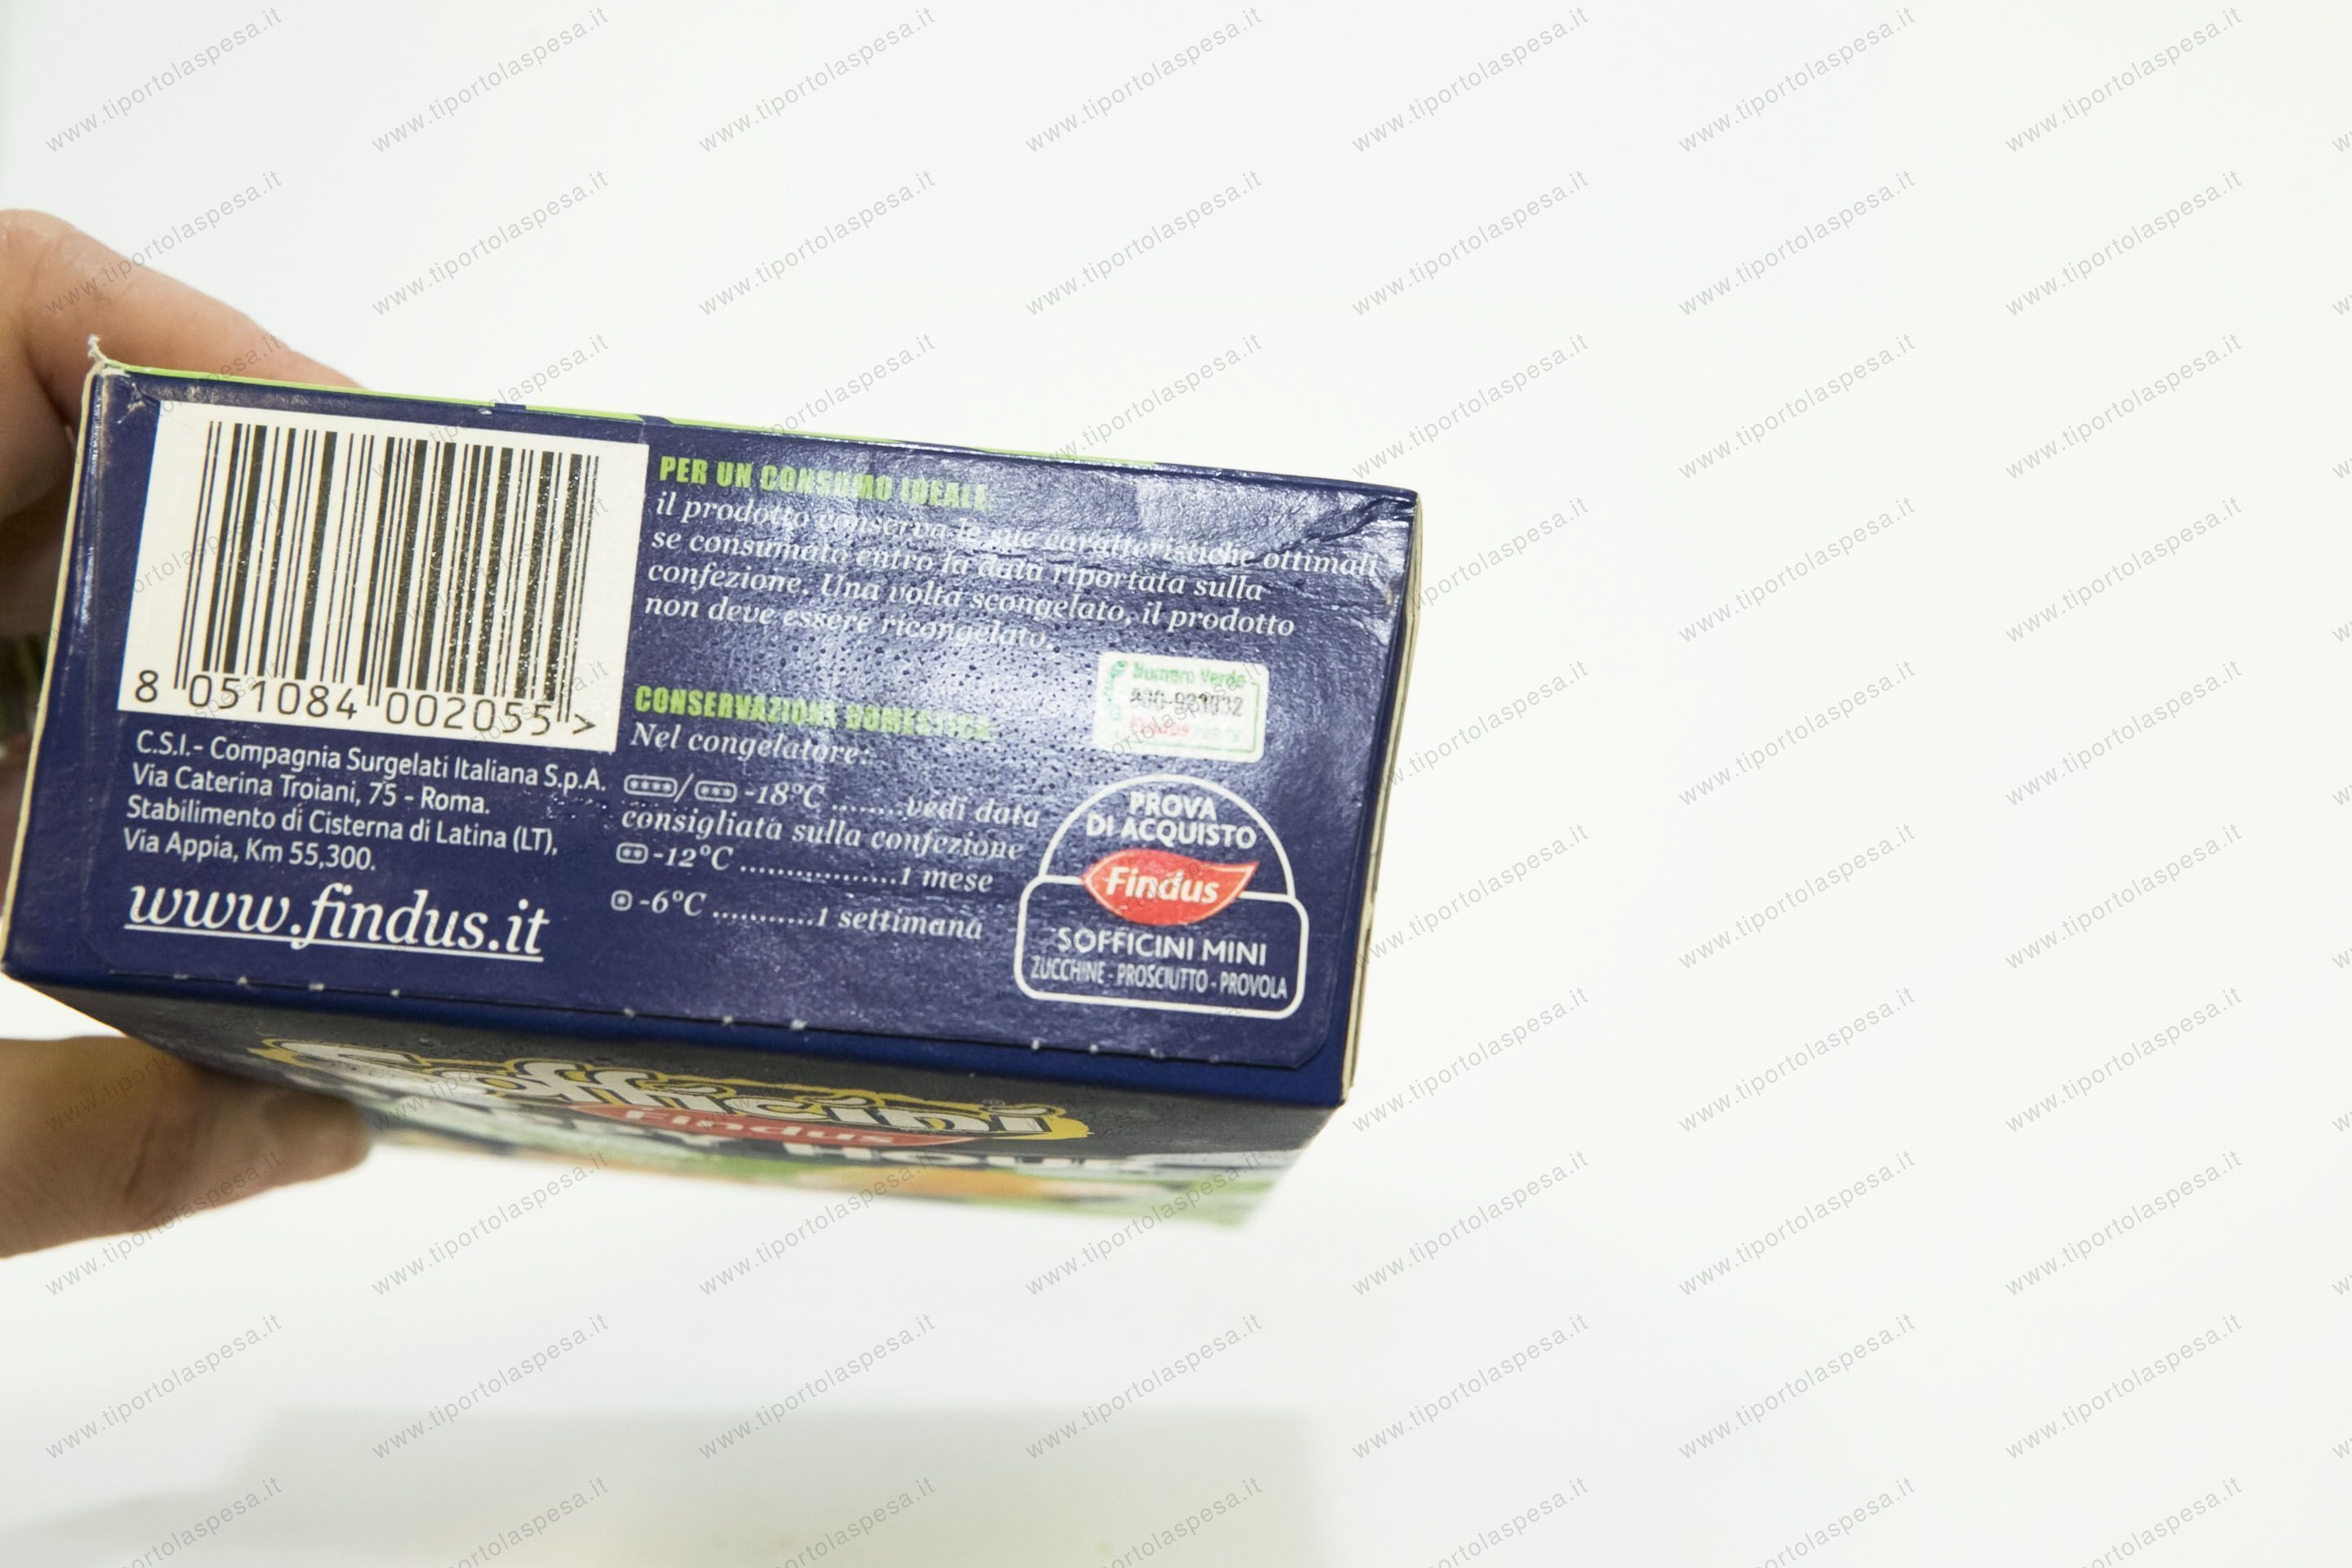 8 051084 002055 >
C.S.I.- Compagnia Surgelati Italiana S.p.A.
Via Caterina Troiani, 75 - Roma.
Stabilimento di Cisterna di Latina (LT),
Via Appia, Km 55,300.
www.findus.it
PER UN CONSUMO IDEALE:
il prodotto conserva le sue caratteristiche ottimali
se consumato entro la data riportata sulla
confezione. Una volta scongelato, il prodotto
non deve essere ricongelato.
CONSERVAZIONE DOMESTICA:
Nel congelatore:
-18°C ........vedi data
consigliata sulla confezione
-12°C .................1 mese
-6°C ...........1 settimana
Numero Verde
Findus
PROVA
DI ACQUISTO
Findus
SOFFICINI MINI
ZUCCHINE - PROSCIUTTO - PROVOLA
Sofficini
Findus
HAPPY HOUR
www.tiportolaspesa.it